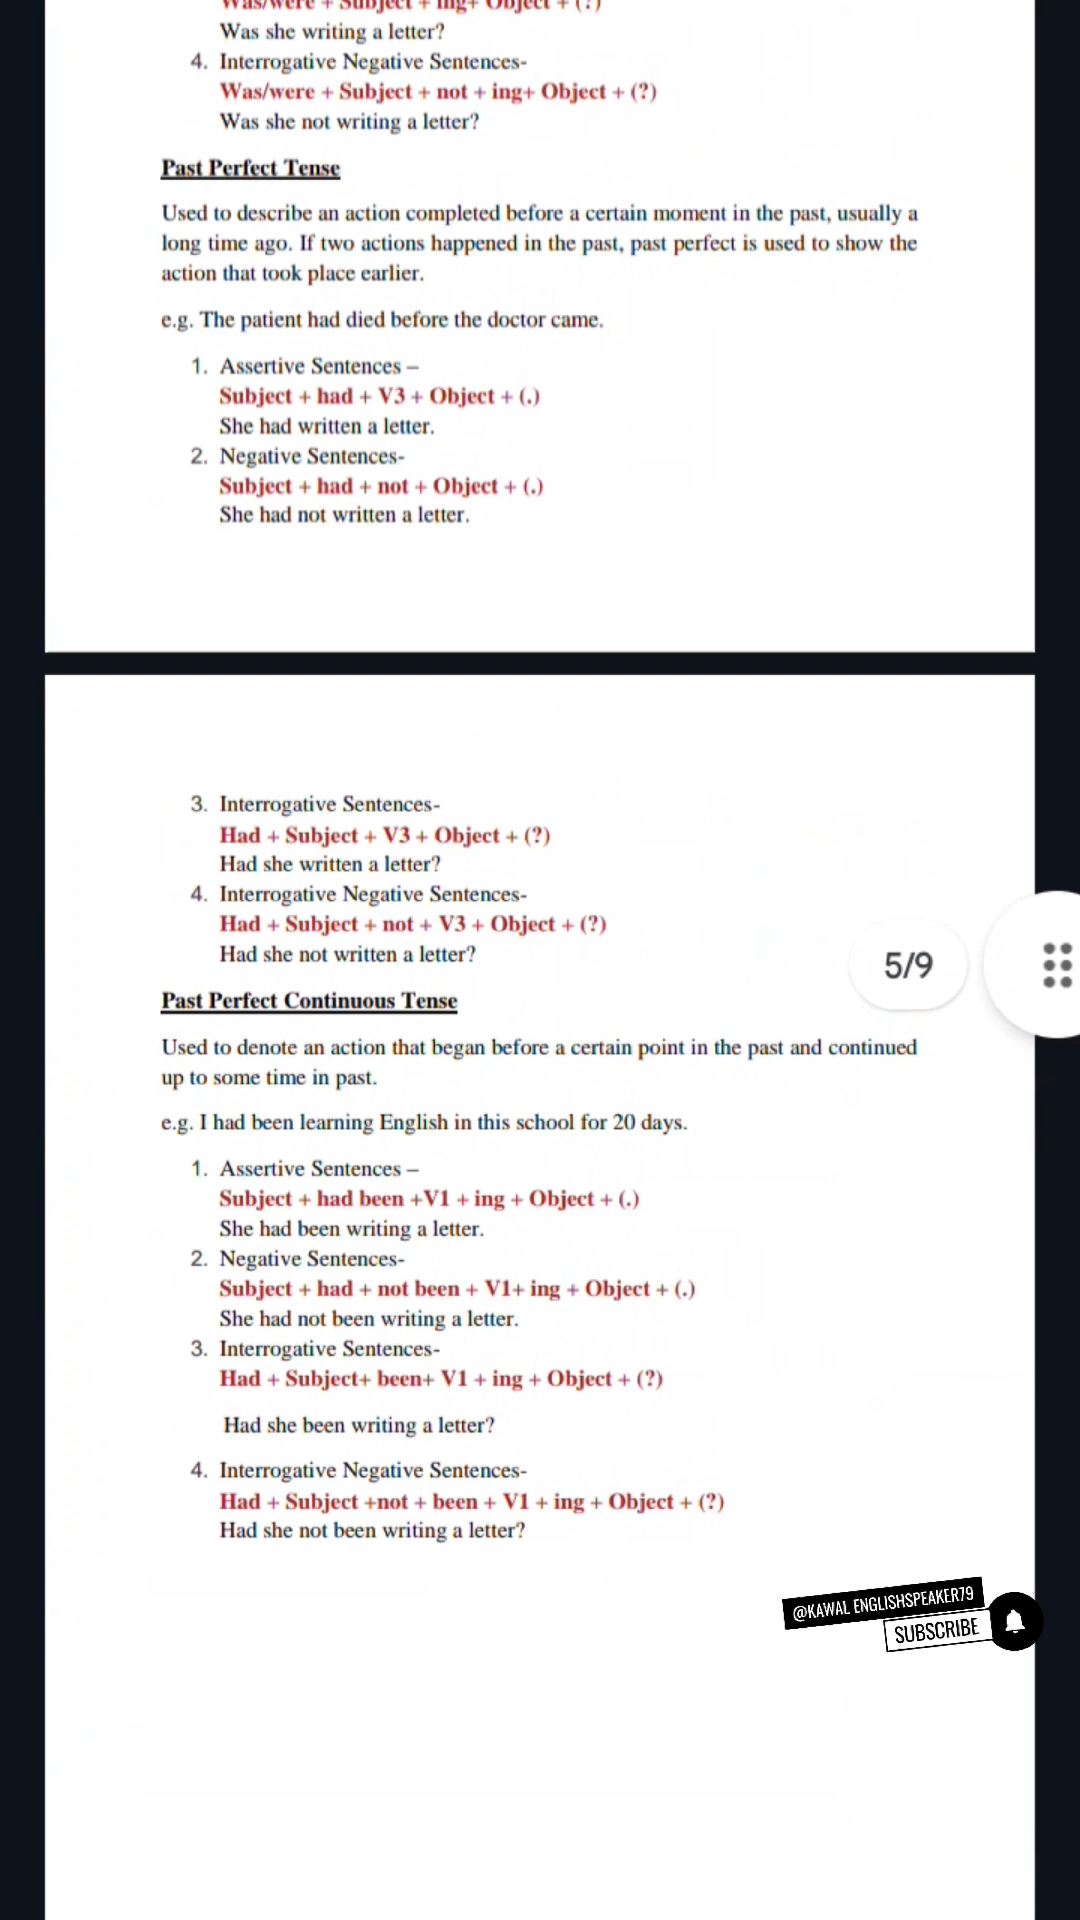 Was/were + Subject + ing+ Object + (?)
Was she writing a letter?
4. Interrogative Negative Sentences-
Was/were + Subject + not + ing+ Object + (?)
Was she not writing a letter?
Past Perfect Tense
Used to describe an action completed before a certain moment in the past, usually a
long time ago. If two actions happened in the past, past perfect is used to show the
action that took place earlier.
e.g. The patient had died before the doctor came.
1. Assertive Sentences –
Subject + had + V3 + Object + (.)
She had written a letter.
2. Negative Sentences-
Subject + had + not + Object + (.)
She had not written a letter.
3. Interrogative Sentences-
Had + Subject + V3 + Object + (?)
Had she written a letter?
4. Interrogative Negative Sentences-
Had + Subject + not + V3 + Object + (?)
Had she not written a letter?
5/9
Past Perfect Continuous Tense
Used to denote an action that began before a certain point in the past and continued
up to some time in past.
e.g. I had been learning English in this school for 20 days.
1. Assertive Sentences –
Subject + had been +V1 + ing + Object + (.)
She had been writing a letter.
2. Negative Sentences-
Subject + had + not been + V1+ ing + Object + (.)
She had not been writing a letter.
3. Interrogative Sentences-
Had + Subject+ been+ V1 + ing + Object + (?)
Had she been writing a letter?
4. Interrogative Negative Sentences-
Had + Subject +not + been + V1 + ing + Object + (?)
Had she not been writing a letter?
@KAWAL ENGLISHSPEAKER79
SUBSCRIBE